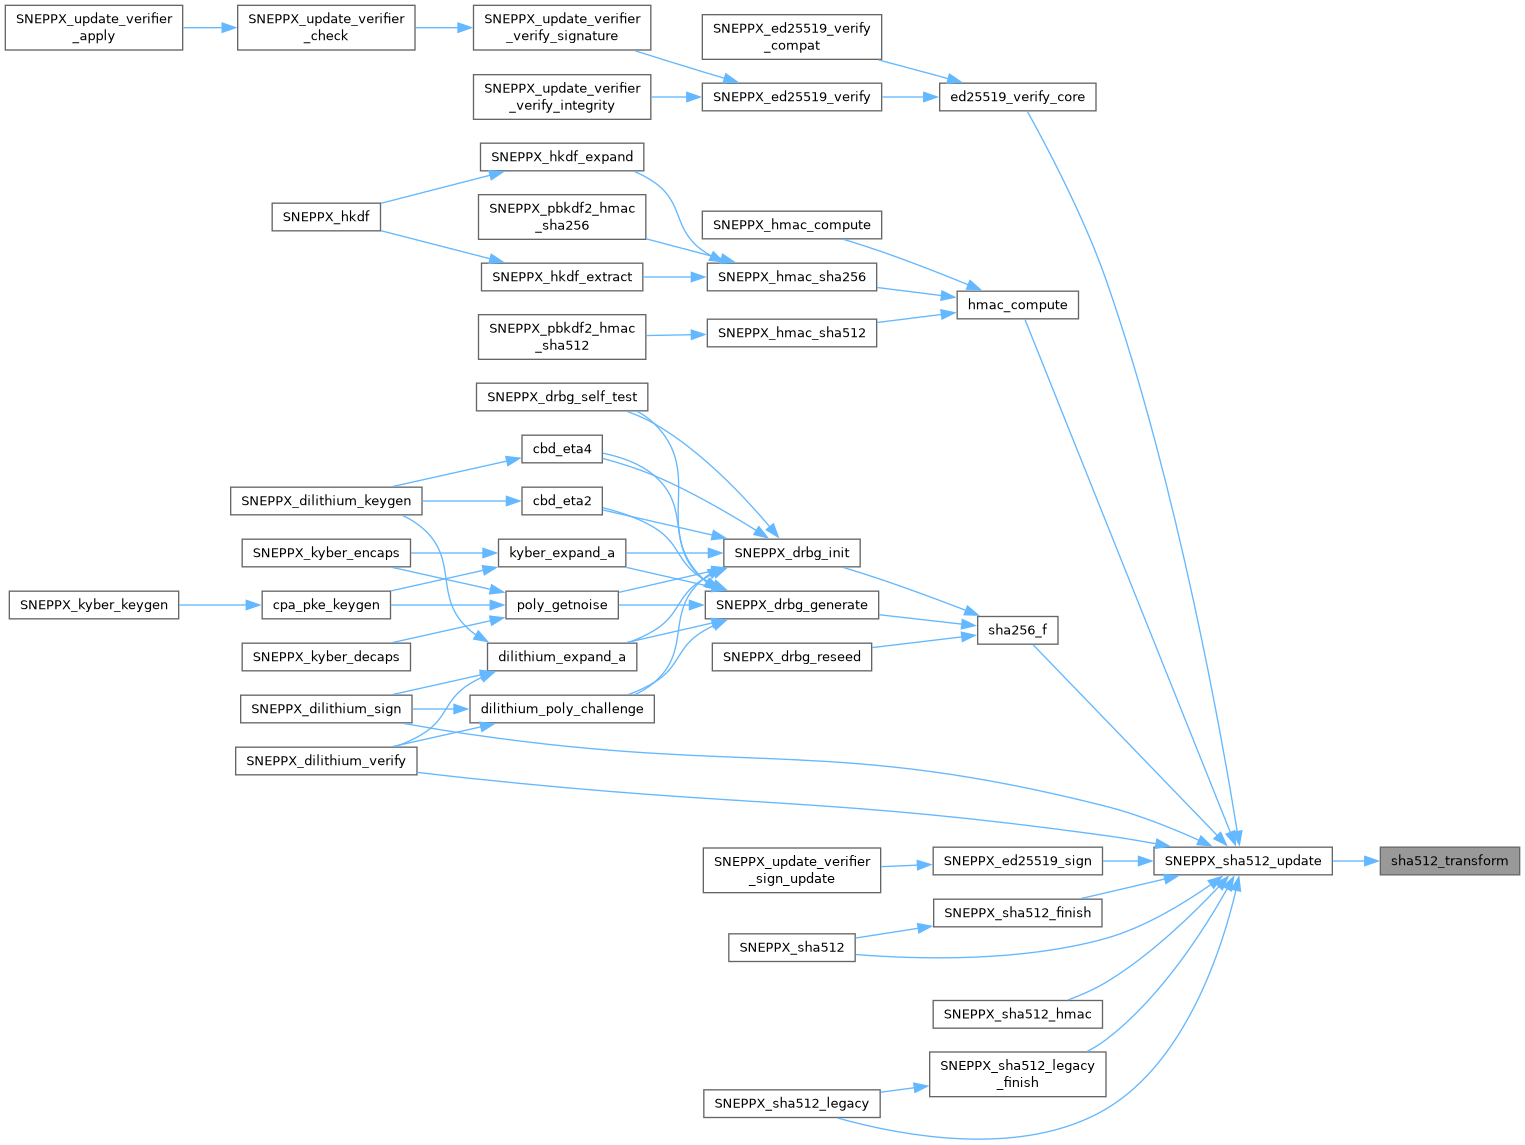 SNEPPX_update_verifier
_apply
SNEPPX_update_verifier
_check
SNEPPX_update_verifier
_verify_signature
SNEPPX_ed25519_verify
_compat
SNEPPX_update_verifier
_verify_integrity
SNEPPX_ed25519_verify
ed25519_verify_core
SNEPPX_hkdf_expand
SNEPPX_hkdf
SNEPPX_pbkdf2_hmac
_sha256
SNEPPX_hmac_compute
SNEPPX_hkdf_extract
SNEPPX_hmac_sha256
hmac_compute
SNEPPX_pbkdf2_hmac
_sha512
SNEPPX_hmac_sha512
SNEPPX_drbg_self_test
cbd_eta4
SNEPPX_dilithium_keygen
cbd_eta2
SNEPPX_kyber_encaps
kyber_expand_a
SNEPPX_drbg_init
SNEPPX_kyber_keygen
cpa_pke_keygen
poly_getnoise
SNEPPX_drbg_generate
sha256_f
SNEPPX_kyber_decaps
dilithium_expand_a
SNEPPX_drbg_reseed
SNEPPX_dilithium_sign
dilithium_poly_challenge
SNEPPX_dilithium_verify
SNEPPX_update_verifier
_sign_update
SNEPPX_ed25519_sign
SNEPPX_sha512_update
sha512_transform
SNEPPX_sha512_finish
SNEPPX_sha512
SNEPPX_sha512_hmac
SNEPPX_sha512_legacy
_finish
SNEPPX_sha512_legacy